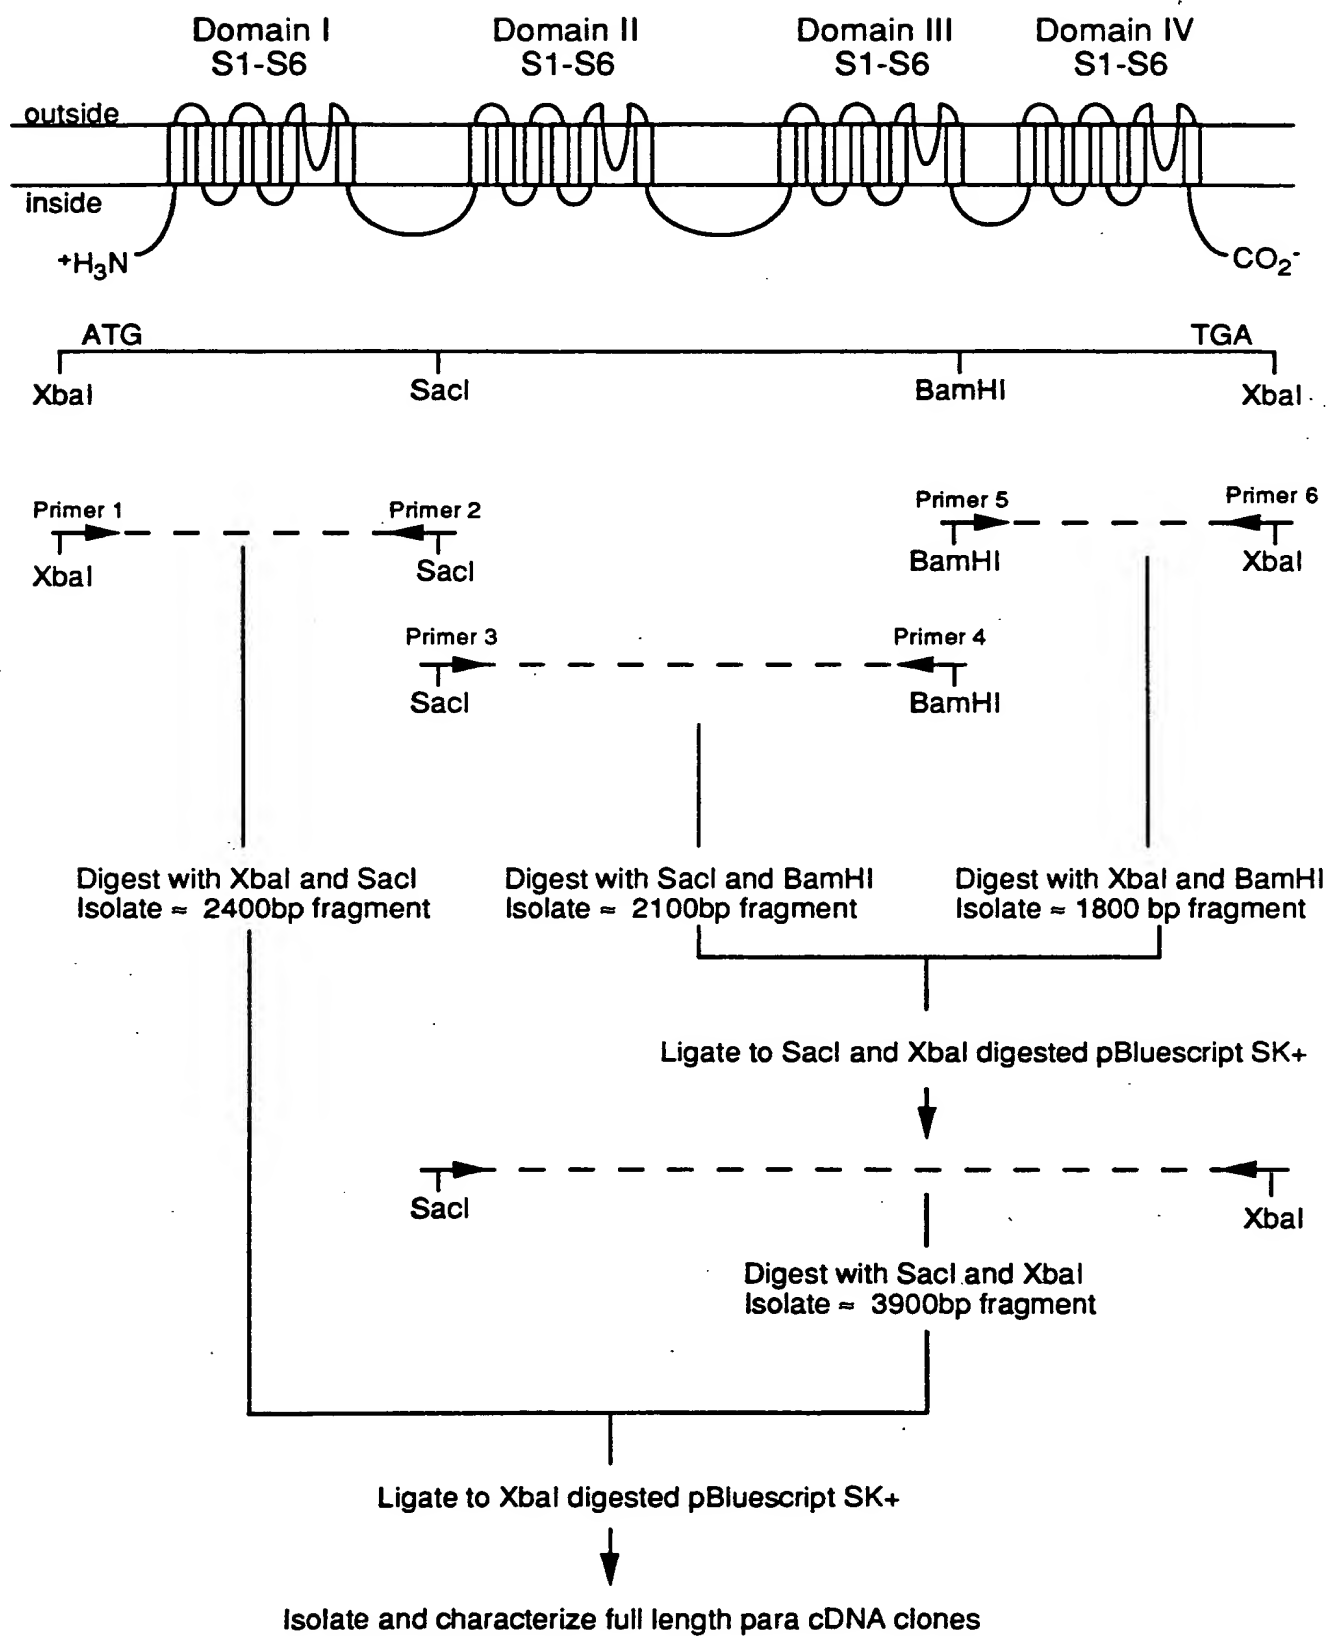 Domain I
S1-S6
Domain II
S1-S6
Domain III
S1-S6
Domain IV
S1-S6
outside
inside
+H3N
CO2-
ATG
TGA
XbaI
SacI
BamHI
XbaI
Primer 1
Primer 2
XbaI
SacI
Primer 5
Primer 6
BamHI
XbaI
Primer 3
Primer 4
SacI
BamHI
Digest with XbaI and SacI
Isolate ≈ 2400bp fragment
Digest with SacI and BamHI
Isolate ≈ 2100bp fragment
Digest with XbaI and BamHI
Isolate ≈ 1800 bp fragment
Ligate to SacI and XbaI digested pBluescript SK+
SacI
XbaI
Digest with SacI and XbaI
Isolate ≈ 3900bp fragment
Ligate to XbaI digested pBluescript SK+
Isolate and characterize full length para cDNA clones